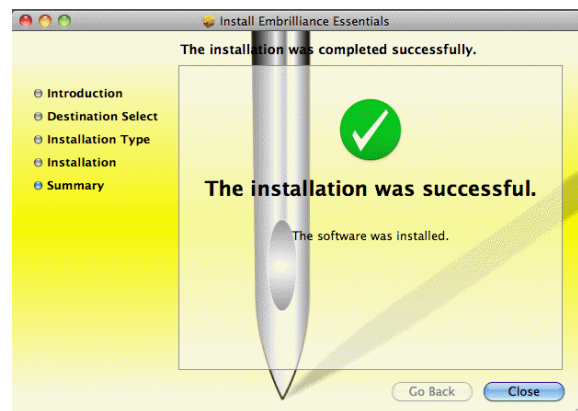 Install Embrilliance Essentials
The installation was completed successfully.
Introduction
Destination Select
Installation Type
Installation
Summary
The installation was successful.
The software was installed.
Go Back
Close